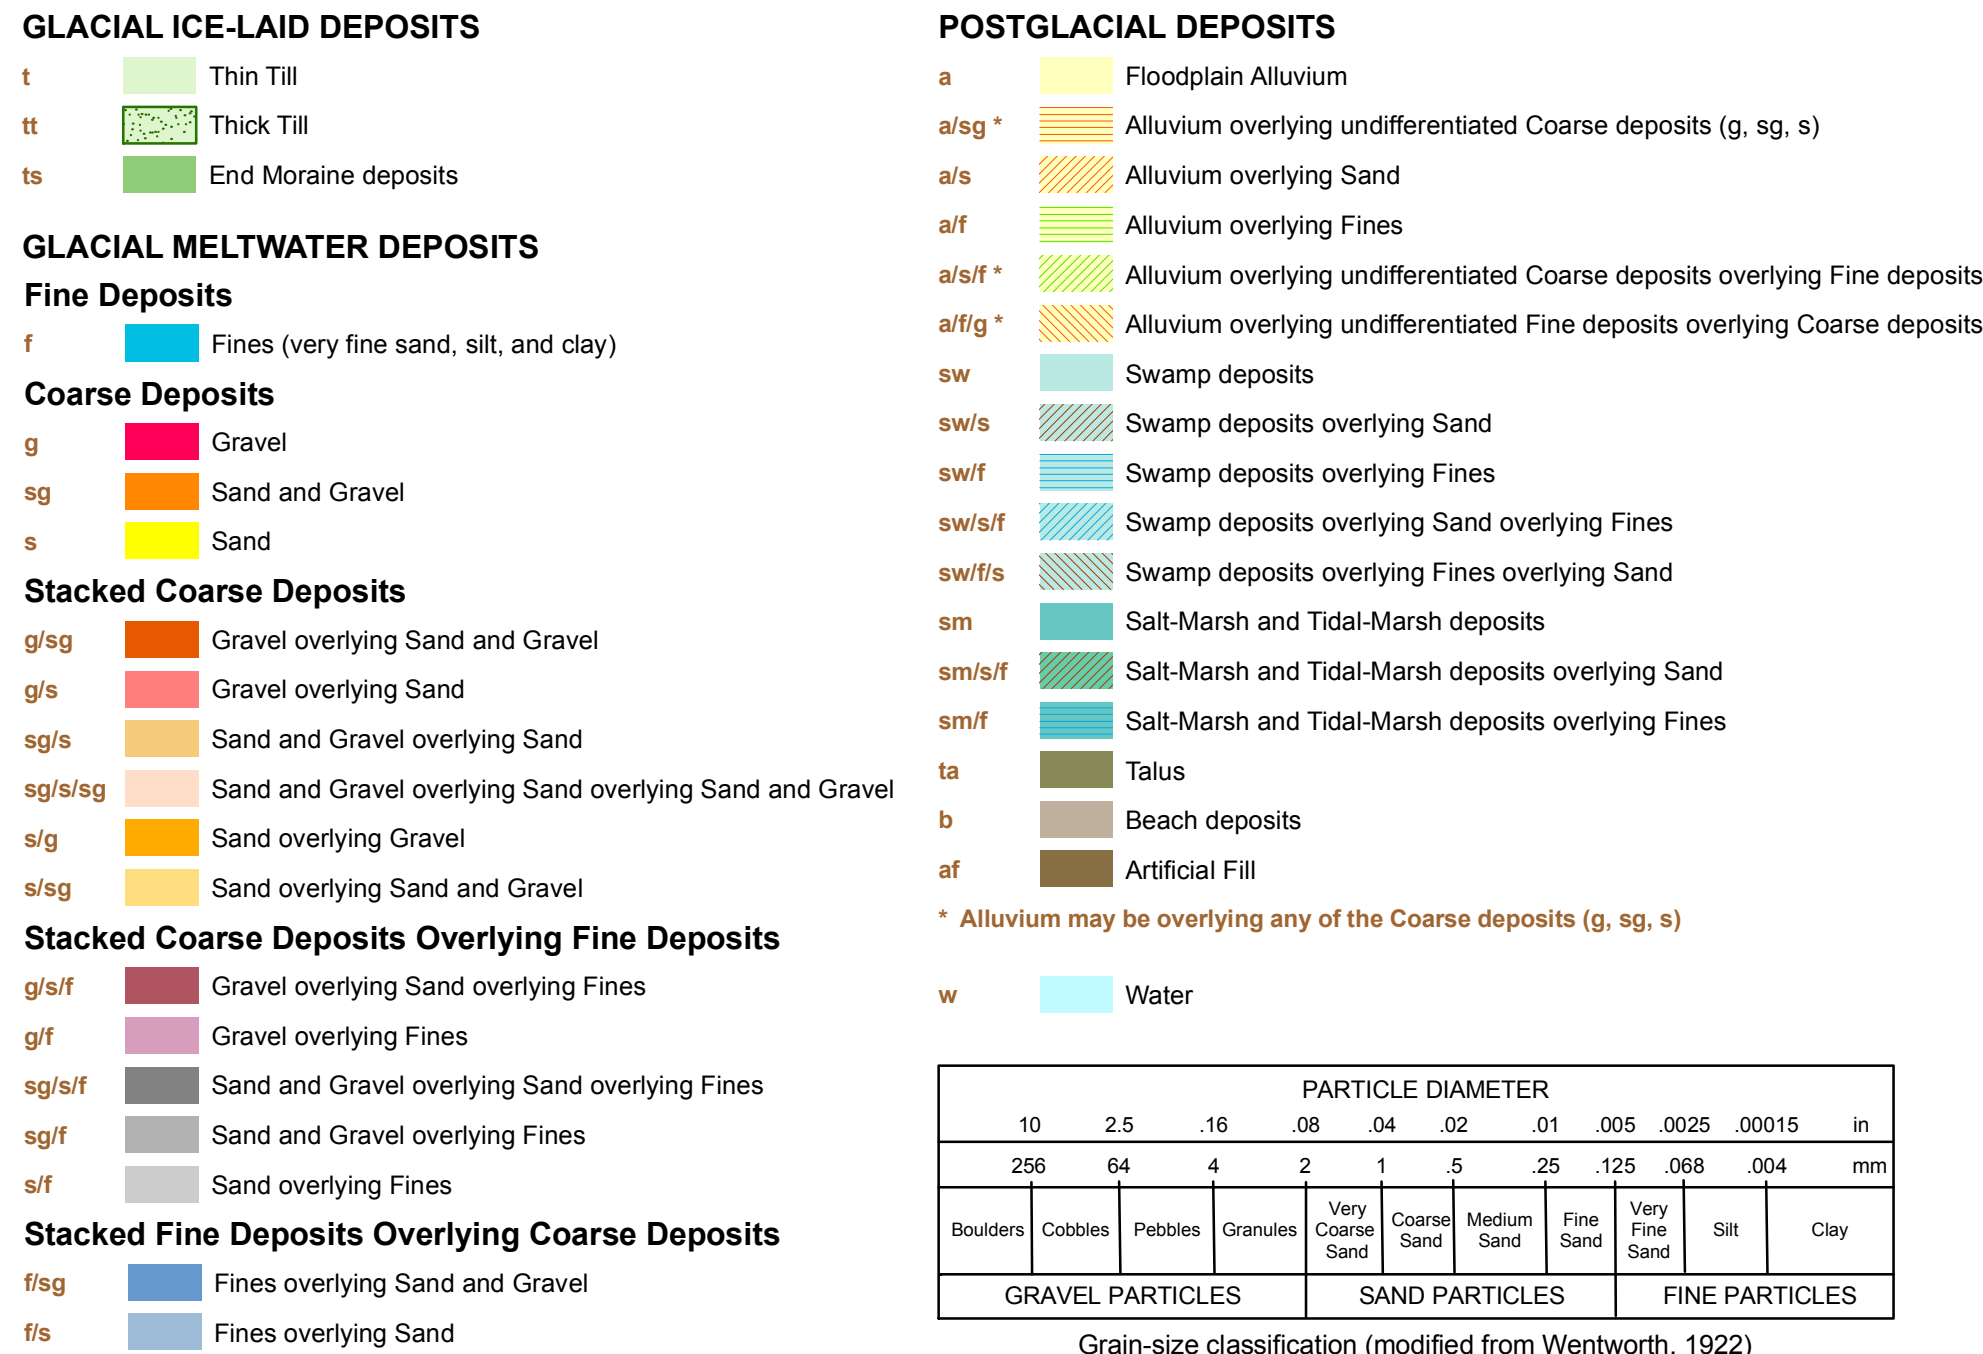 GLACIAL ICE-LAID DEPOSITS
t Thin Till
tt Thick Till
ts End Moraine deposits
GLACIAL MELTWATER DEPOSITS
Fine Deposits
f Fines (very fine sand, silt, and clay)
Coarse Deposits
g Gravel
sg Sand and Gravel
s Sand
Stacked Coarse Deposits
g/sg Gravel overlying Sand and Gravel
g/s Gravel overlying Sand
sg/s Sand and Gravel overlying Sand
sg/s/sg Sand and Gravel overlying Sand overlying Sand and Gravel
s/g Sand overlying Gravel
s/sg Sand overlying Sand and Gravel
Stacked Coarse Deposits Overlying Fine Deposits
g/s/f Gravel overlying Sand overlying Fines
g/f Gravel overlying Fines
sg/s/f Sand and Gravel overlying Sand overlying Fines
sg/f Sand and Gravel overlying Fines
s/f Sand overlying Fines
Stacked Fine Deposits Overlying Coarse Deposits
f/sg Fines overlying Sand and Gravel
f/s Fines overlying Sand
POSTGLACIAL DEPOSITS
a Floodplain Alluvium
a/sg * Alluvium overlying undifferentiated Coarse deposits (g, sg, s)
a/s Alluvium overlying Sand
a/f Alluvium overlying Fines
a/s/f * Alluvium overlying undifferentiated Coarse deposits overlying Fine deposits
a/f/g * Alluvium overlying undifferentiated Fine deposits overlying Coarse deposits
sw Swamp deposits
sw/s Swamp deposits overlying Sand
sw/f Swamp deposits overlying Fines
sw/s/f Swamp deposits overlying Sand overlying Fines
sw/f/s Swamp deposits overlying Fines overlying Sand
sm Salt-Marsh and Tidal-Marsh deposits
sm/s/f Salt-Marsh and Tidal-Marsh deposits overlying Sand
sm/f Salt-Marsh and Tidal-Marsh deposits overlying Fines
ta Talus
b Beach deposits
af Artificial Fill
* Alluvium may be overlying any of the Coarse deposits (g, sg, s)
w Water
PARTICLE DIAMETER
10 2.5 .16 .08 .04 .02 .01 .005 .0025 .00015 in
256 64 4 2 1 .5 .25 .125 .068 .004 mm
Boulders Cobbles Pebbles Granules Very Coarse Sand Coarse Sand Medium Sand Fine Sand Very Fine Sand Silt Clay
GRAVEL PARTICLES SAND PARTICLES FINE PARTICLES
Grain-size classification (modified from Wentworth, 1922)